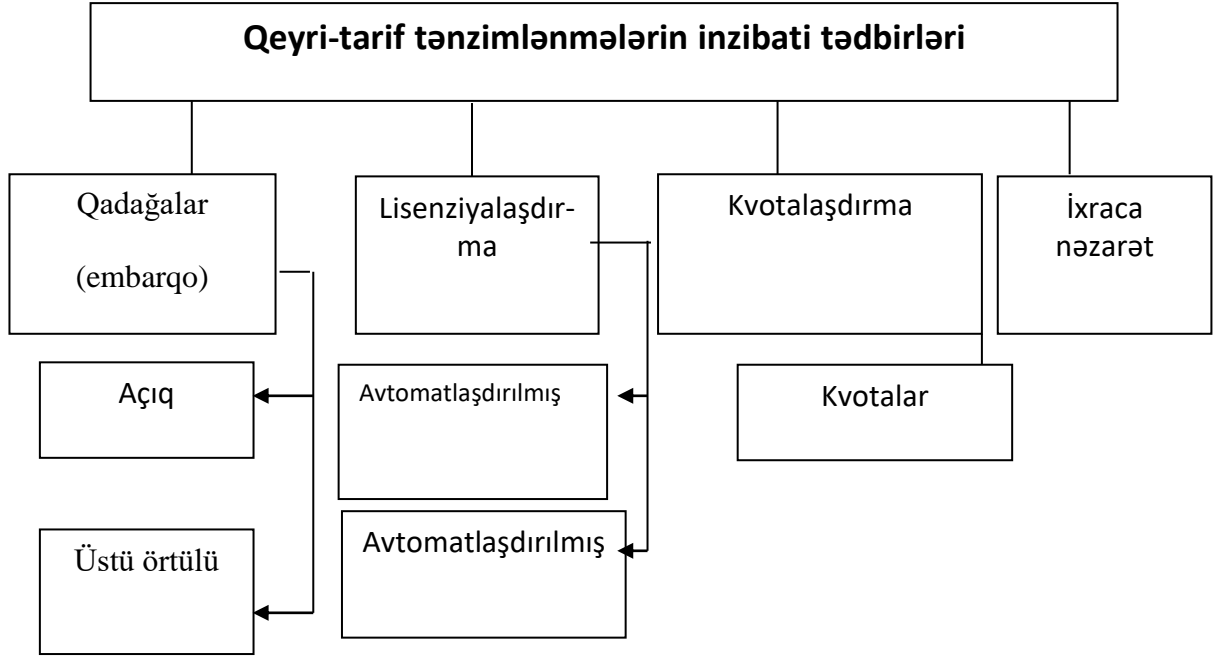 Qeyri-tarif tənzimlənmələrin inzibati tədbirləri
Qadağalar
(embarqo)
Lisenziyalaşdır-
ma
Kvotalaşdırma
İxraca
nəzarət
Açıq
Avtomatlaşdırılmış
Kvotalar
Üstü örtülü
Avtomatlaşdırılmış